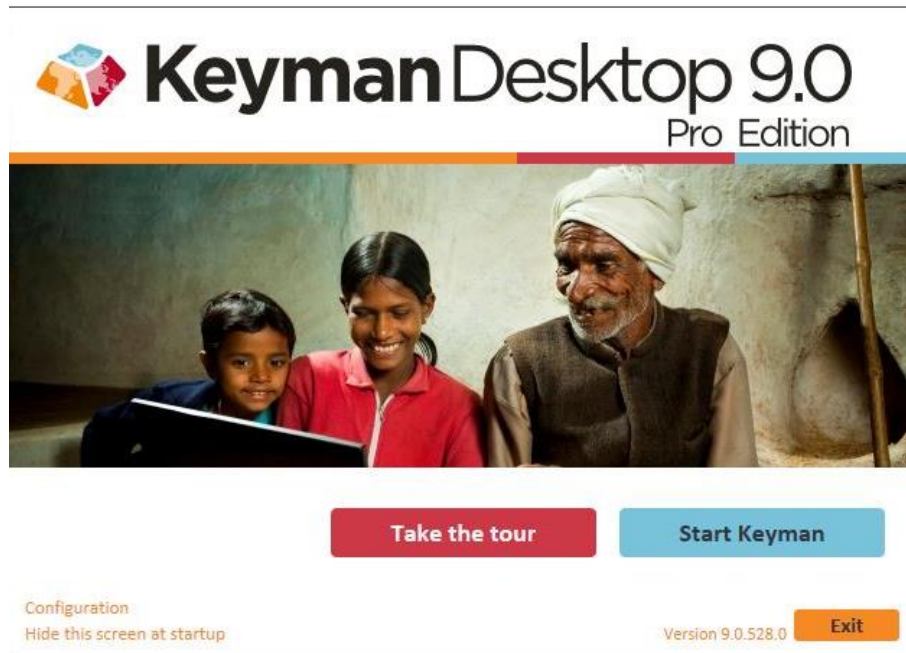 Keyman Desktop 9.0
Pro Edition
Take the tour
Start Keyman
Configuration
Hide this screen at startup
Version 9.0.528.0
Exit